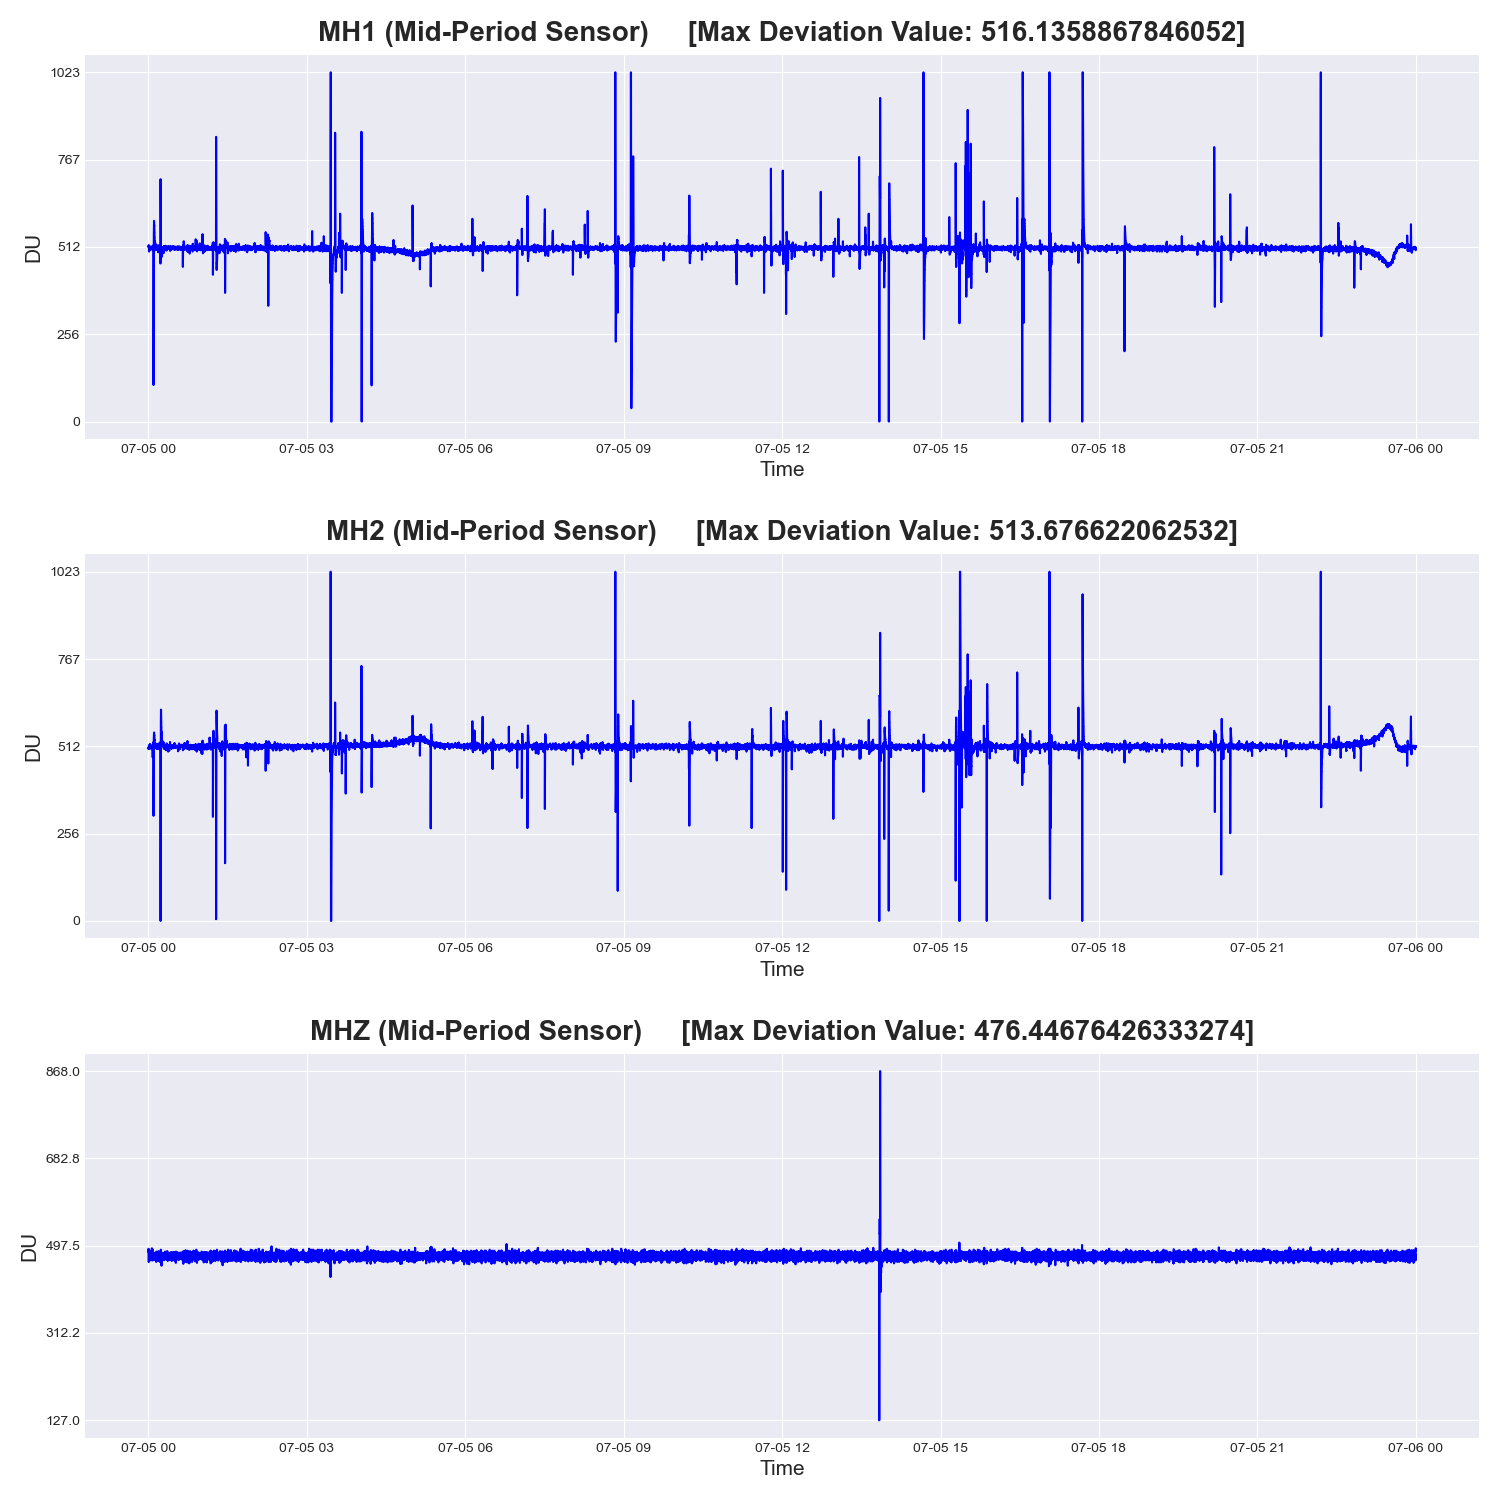 MH1 (Mid-Period Sensor) [Max Deviation Value: 516.1358867846052]
1023
767
512
256
0
DU
07-05 00 07-05 03 07-05 06 07-05 09 07-05 12 07-05 15 07-05 18 07-05 21 07-06 00
Time
MH2 (Mid-Period Sensor) [Max Deviation Value: 513.676622062532]
1023
767
512
256
0
DU
07-05 00 07-05 03 07-05 06 07-05 09 07-05 12 07-05 15 07-05 18 07-05 21 07-06 00
Time
MHZ (Mid-Period Sensor) [Max Deviation Value: 476.44676426333274]
868.0
682.8
497.5
312.2
127.0
DU
07-05 00 07-05 03 07-05 06 07-05 09 07-05 12 07-05 15 07-05 18 07-05 21 07-06 00
Time